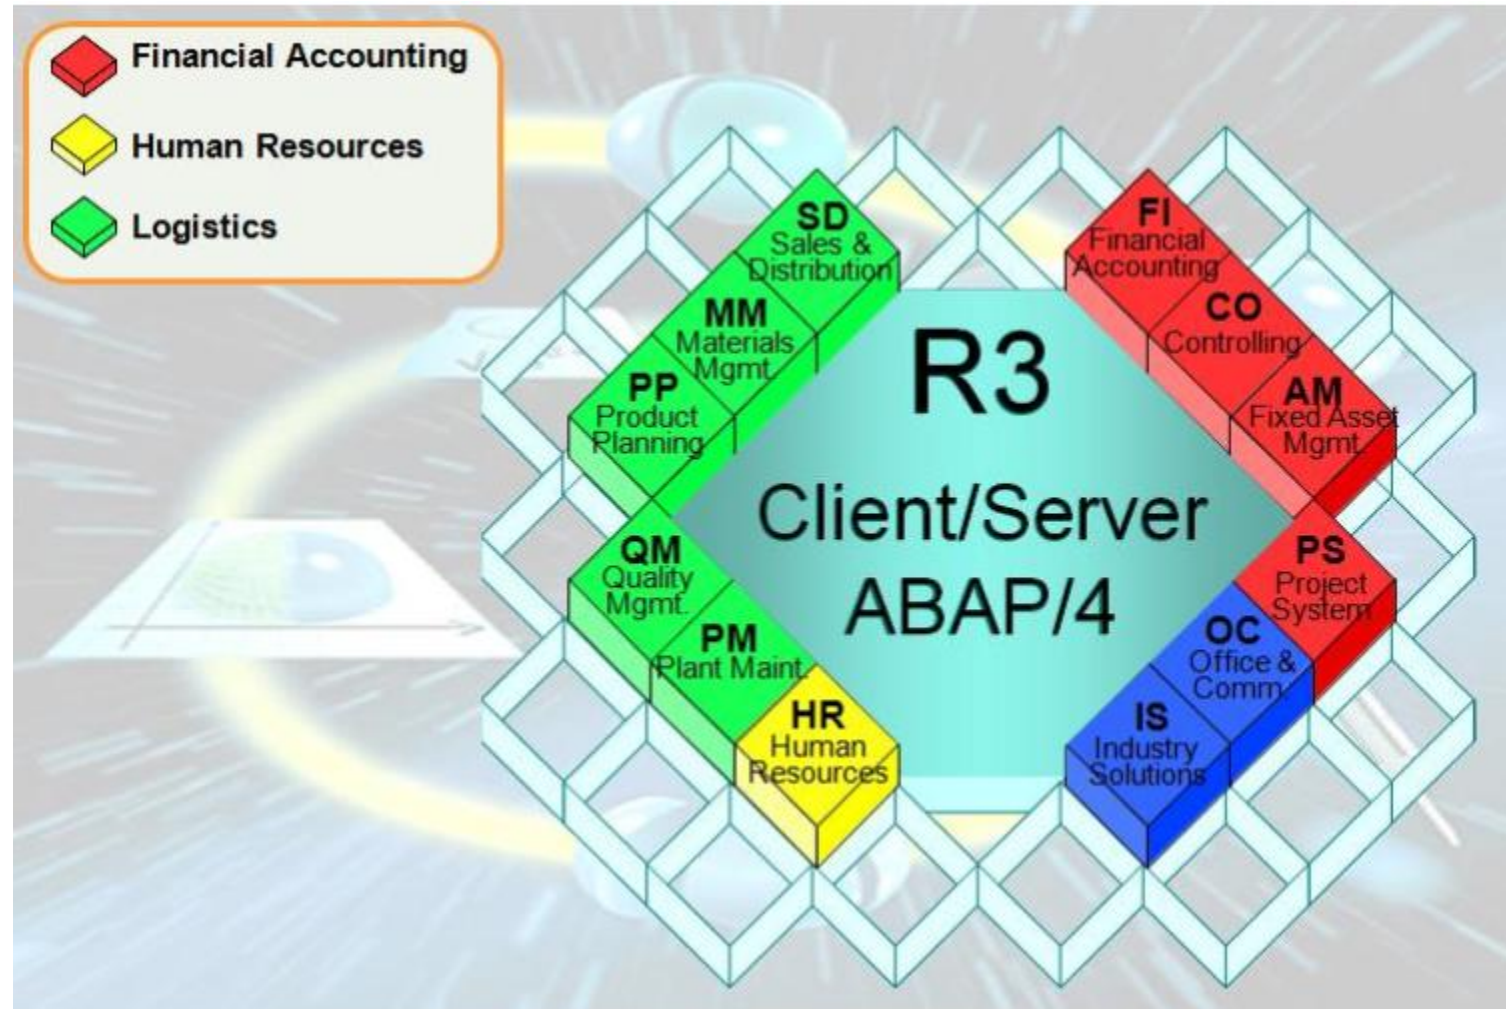 Financial Accounting
Human Resources
Logistics
SD
Sales &
Distribution
MM
Materials
Mgmt.
PP
Product
Planning
FI
Financial
Accounting
CO
Controlling
AM
Fixed Asset
Mgmt.
R3
Client/Server
ABAP/4
QM
Quality
Mgmt.
PM
Plant Maint.
HR
Human
Resources
PS
Project
System
OC
Office &
Comm.
IS
Industry
Solutions